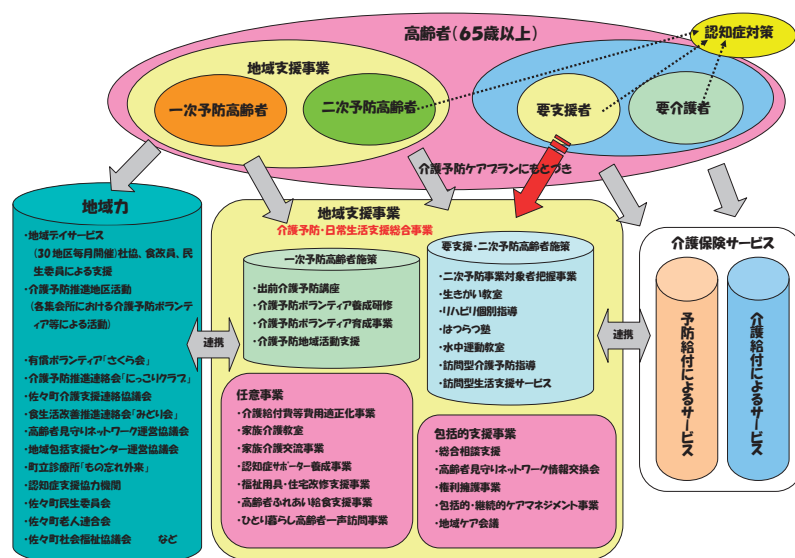 高齢者(65歳以上)
認知症対策
地域支援事業
一次予防高齢者
二次予防高齢者
要支援者
要介護者
介護予防ケアプランにもとづき
地域力
・地域デイサービス
(30地区毎月開催)社協、食改員、民
生委員による支援
・介護予防推進地区活動
(各集会所における介護予防ボランテ
ィア等による活動)
・有償ボランティア「さくら会」
・介護予防推進連絡会「にっこりクラブ」
・佐々町介護支援連絡協議会
・食生活改善推進連絡会「みどり会」
・高齢者見守りネットワーク運営協議会
・地域包括支援センター運営協議会
・町立診療所「もの忘れ外来」
・認知症支援協力機関
・佐々町民生委員会
・佐々町老人連合会
・佐々町社会福祉協議会 など
連携
地域支援事業
介護予防・日常生活支援総合事業
一次予防高齢者施策
・出前介護予防講座
・介護予防ボランティア養成研修
・介護予防ボランティア育成事業
・介護予防地域活動支援
要支援・二次予防高齢者施策
・二次予防事業対象者把握事業
・生きがい教室
・リハビリ個別指導
・はつらつ塾
・水中運動教室
・訪問型介護予防指導
・訪問型生活支援サービス
任意事業
・介護給付費等費用適正化事業
・家族介護教室
・家族介護交流事業
・認知症サポーター養成事業
・福祉用具・住宅改修支援事業
・高齢者ふれあい給食支援事業
・ひとり暮らし高齢者一声訪問事業
包括的支援事業
・総合相談支援
・高齢者見守りネットワーク情報交換会
・権利擁護事業
・包括的・継続的ケアマネジメント事業
・地域ケア会議
連携
介護保険サービス
予防給付によるサービス
介護給付によるサービス